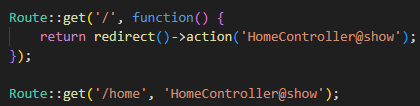 Route::get('/', function() {
    return redirect()->action('HomeController@show');
});

Route::get('/home', 'HomeController@show');